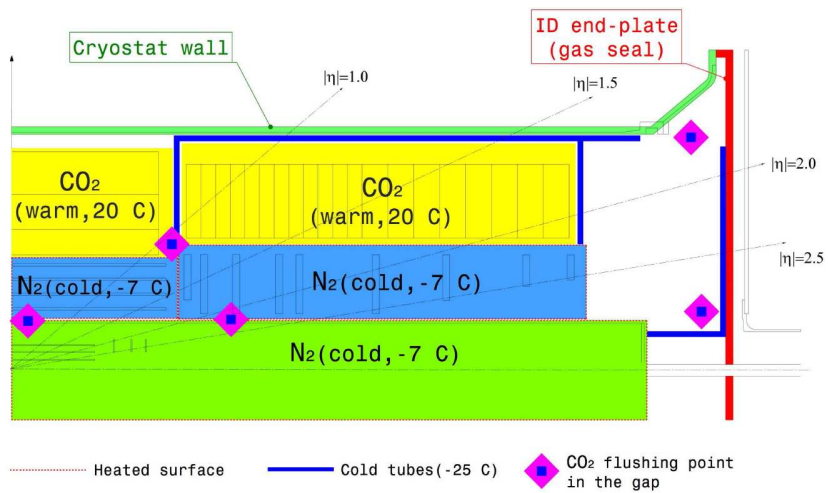 Cryostat wall
ID end-plate
(gas seal)
|η|=1.0
|η|=1.5
CO₂
(warm,20 C)
CO₂
(warm,20 C)
|η|=2.0
|η|=2.5
N₂(cold,-7 C)
N₂(cold,-7 C)
N₂(cold,-7 C)
Heated surface
Cold tubes(-25 C)
CO₂ flushing point
in the gap